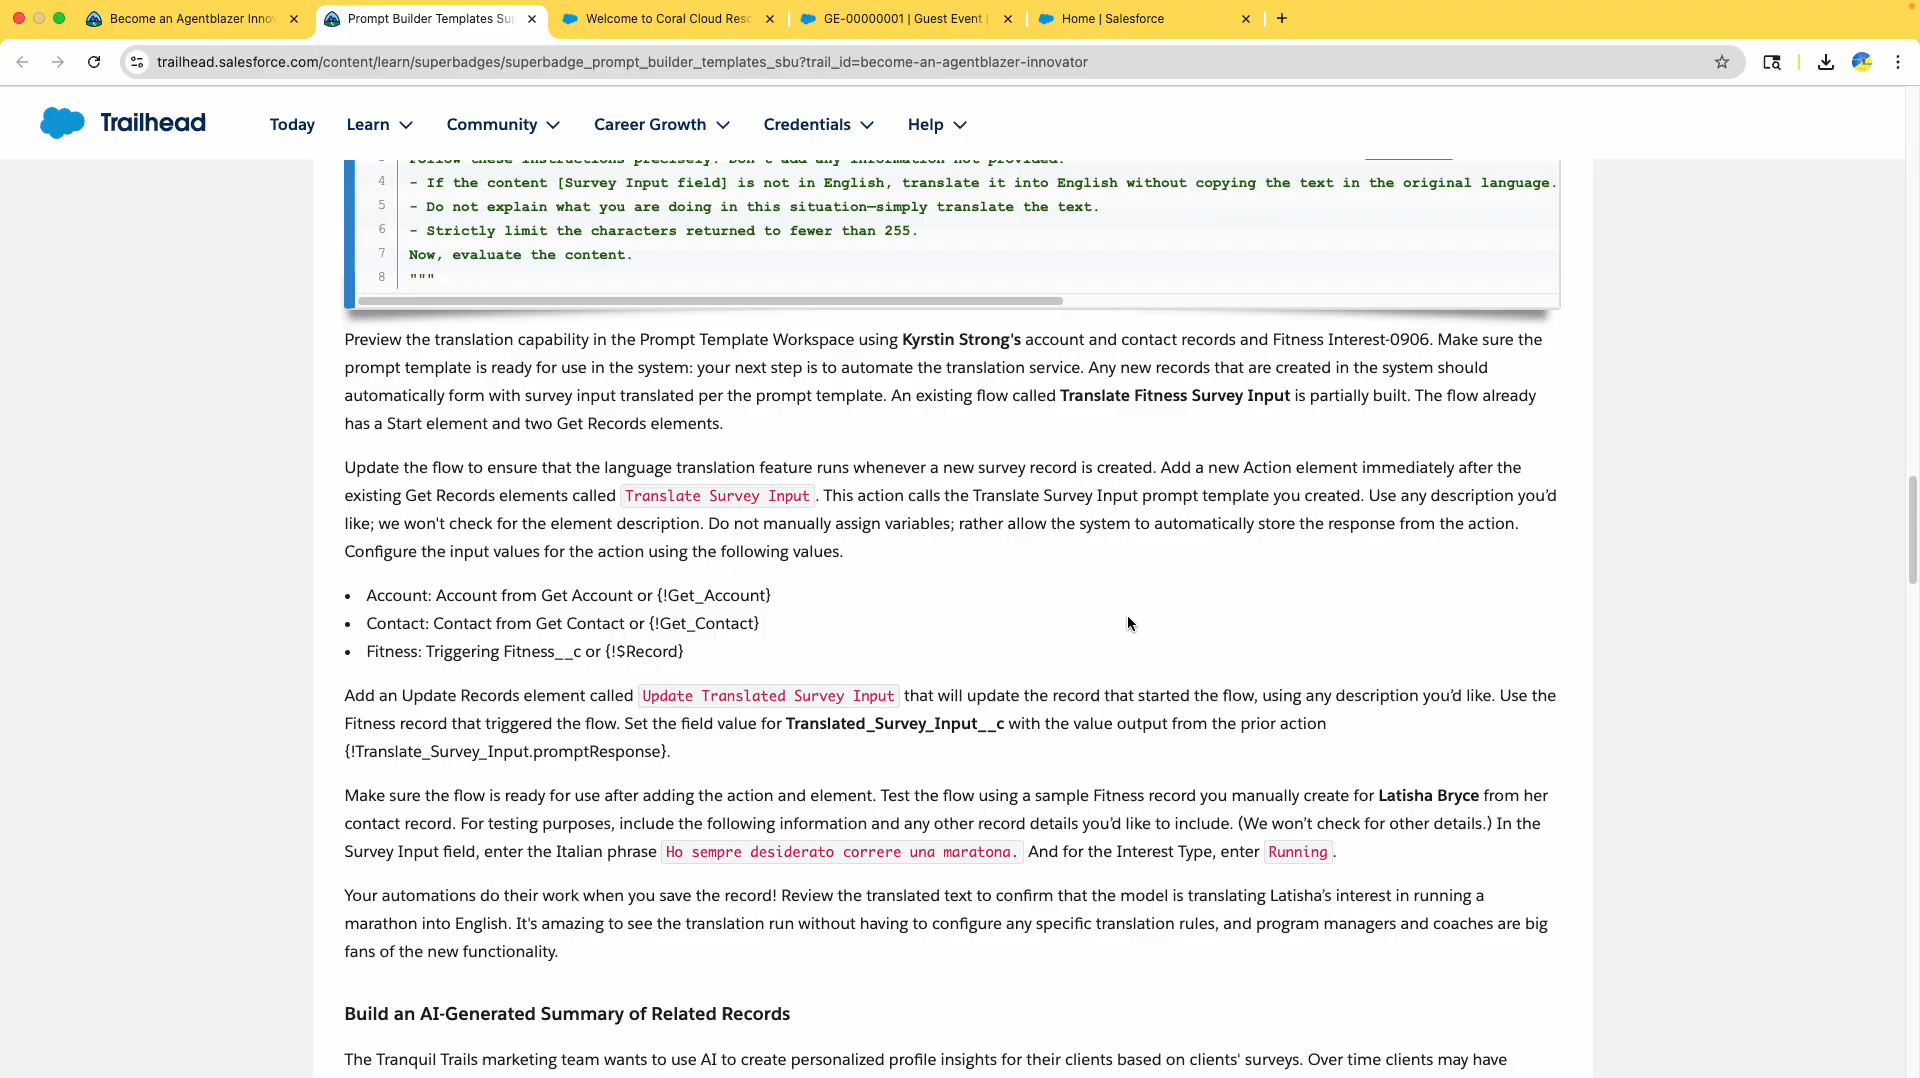 Become an Agentblazer Inno
Prompt Builder Templates Su
Welcome to Coral Cloud Res
GE-00000001 | Guest Event |
Home | Salesforce
trailhead.salesforce.com/content/learn/superbadges/superbadge_prompt_builder_templates_sbu?trail_id=become-an-agentblazer-innovator
Trailhead
Today
Learn
Community
Career Growth
Credentials
Help
3 Follow these instructions precisely. Don't add any information not provided.
4 - If the content [Survey Input field] is not in English, translate it into English without copying the text in the original language.
5 - Do not explain what you are doing in this situation—simply translate the text.
6 - Strictly limit the characters returned to fewer than 255.
7 Now, evaluate the content.
8 """
Preview the translation capability in the Prompt Template Workspace using Kyrstin Strong's account and contact records and Fitness Interest-0906. Make sure the
prompt template is ready for use in the system: your next step is to automate the translation service. Any new records that are created in the system should
automatically form with survey input translated per the prompt template. An existing flow called Translate Fitness Survey Input is partially built. The flow already
has a Start element and two Get Records elements.
Update the flow to ensure that the language translation feature runs whenever a new survey record is created. Add a new Action element immediately after the
existing Get Records elements called Translate Survey Input. This action calls the Translate Survey Input prompt template you created. Use any description you’d
like; we won't check for the element description. Do not manually assign variables; rather allow the system to automatically store the response from the action.
Configure the input values for the action using the following values.
• Account: Account from Get Account or {!Get_Account}
• Contact: Contact from Get Contact or {!Get_Contact}
• Fitness: Triggering Fitness__c or {!$Record}
Add an Update Records element called Update Translated Survey Input that will update the record that started the flow, using any description you’d like. Use the
Fitness record that triggered the flow. Set the field value for Translated_Survey_Input__c with the value output from the prior action
{!Translate_Survey_Input.promptResponse}.
Make sure the flow is ready for use after adding the action and element. Test the flow using a sample Fitness record you manually create for Latisha Bryce from her
contact record. For testing purposes, include the following information and any other record details you’d like to include. (We won’t check for other details.) In the
Survey Input field, enter the Italian phrase Ho sempre desiderato correre una maratona. And for the Interest Type, enter Running.
Your automations do their work when you save the record! Review the translated text to confirm that the model is translating Latisha’s interest in running a
marathon into English. It's amazing to see the translation run without having to configure any specific translation rules, and program managers and coaches are big
fans of the new functionality.
Build an AI-Generated Summary of Related Records
The Tranquil Trails marketing team wants to use AI to create personalized profile insights for their clients based on clients' surveys. Over time clients may have